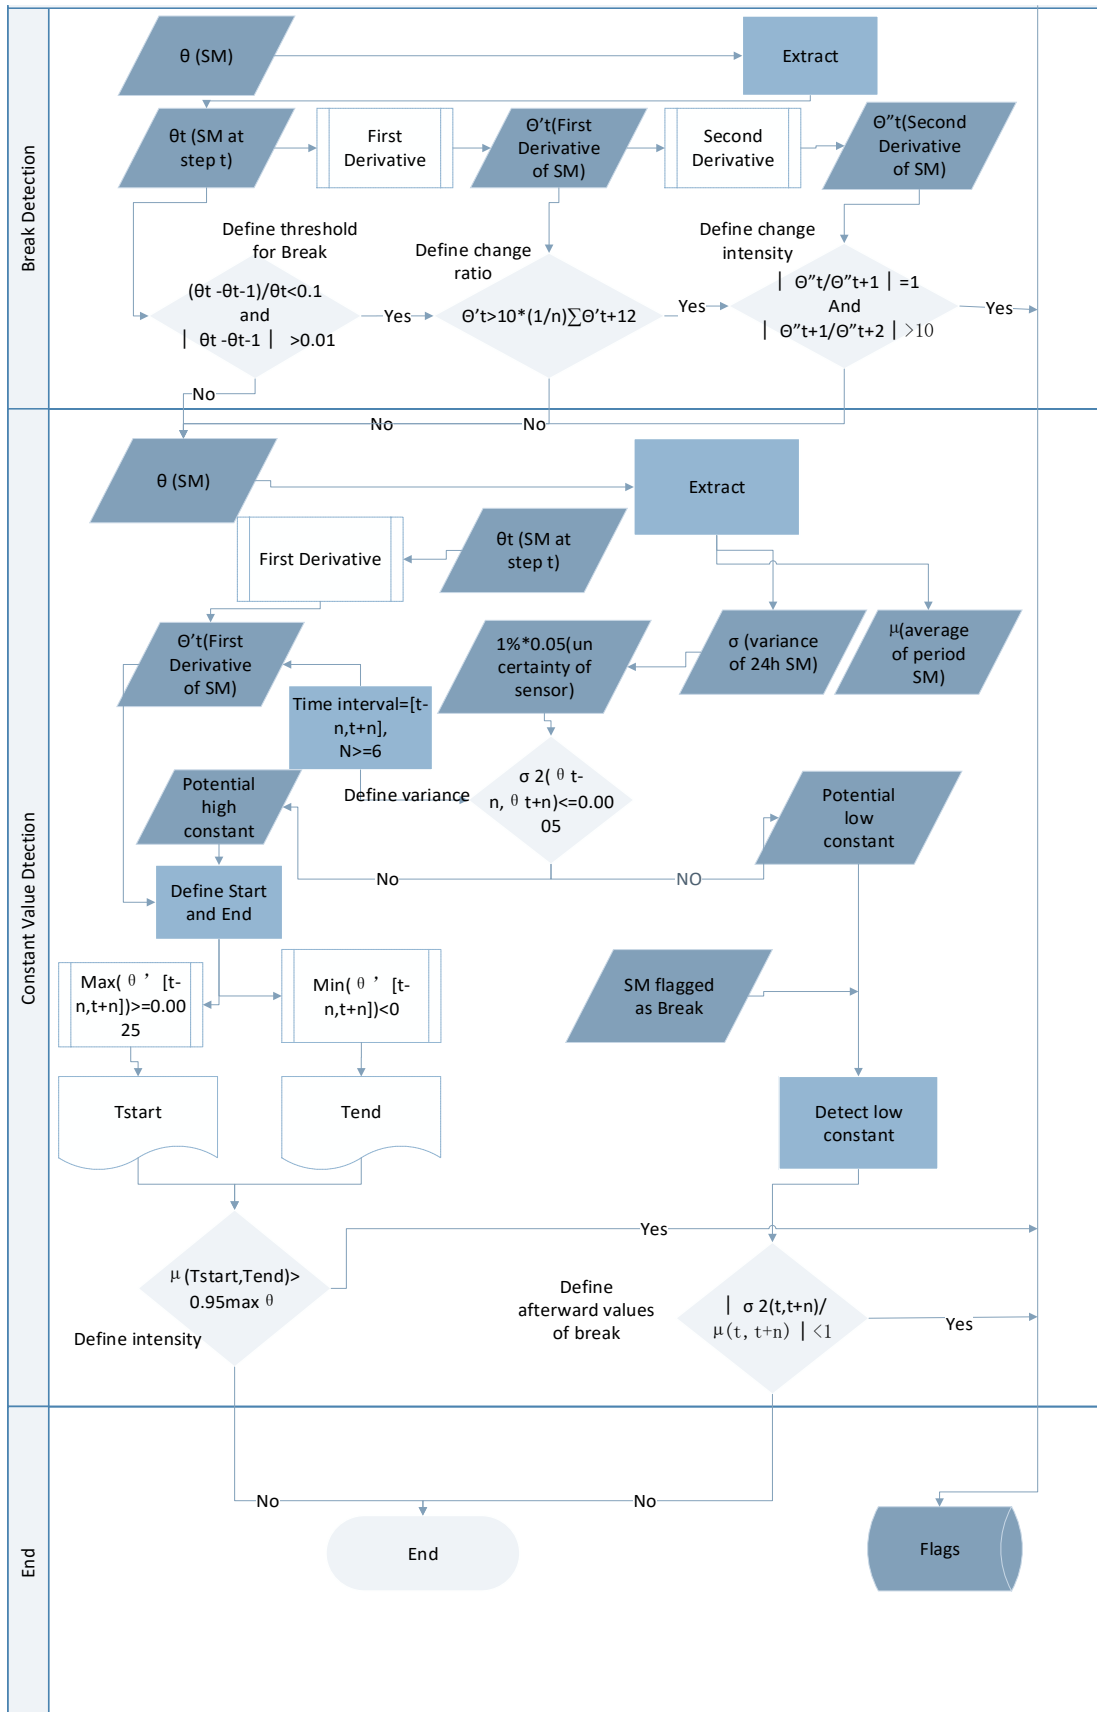 Break Detection
θ (SM)
Extract
θt (SM at
step t)
First
Derivative
Θ't(First
Derivative
of SM)
Second
Derivative
Θ"t(Second
Derivative
of SM)
Define threshold
for Break
(θt -θt-1)/θt<0.1
and
| θt -θt-1 | >0.01
Yes
Define change
ratio
Θ't>10*(1/n)∑Θ't+12
Yes
Define change
intensity
| Θ"t/Θ"t+1 | =1
And
| Θ"t+1/Θ"t+2 | >10
Yes
No
No
No
Constant Value Dtection
θ (SM)
Extract
First Derivative
θt (SM at
step t)
Θ't(First
Derivative
of SM)
1%*0.05(un
certainty of
sensor)
σ (variance
of 24h SM)
μ(average
of period
SM)
Time interval=[t-
n,t+n],
N>=6
Define variance
σ 2( θ t-
n, θ t+n)<=0.00
05
Potential
high
constant
Potential
low
constant
No
NO
Define Start
and End
Max( θ ' [t-
n,t+n])>=0.00
25
Min( θ ' [t-
n,t+n])<0
SM flagged
as Break
Tstart
Tend
Detect low
constant
μ (Tstart,Tend)>
0.95max θ
Define intensity
Yes
Define
afterward values
of break
| σ 2(t,t+n)/
μ(t, t+n) | <1
Yes
End
No
No
End
Flags